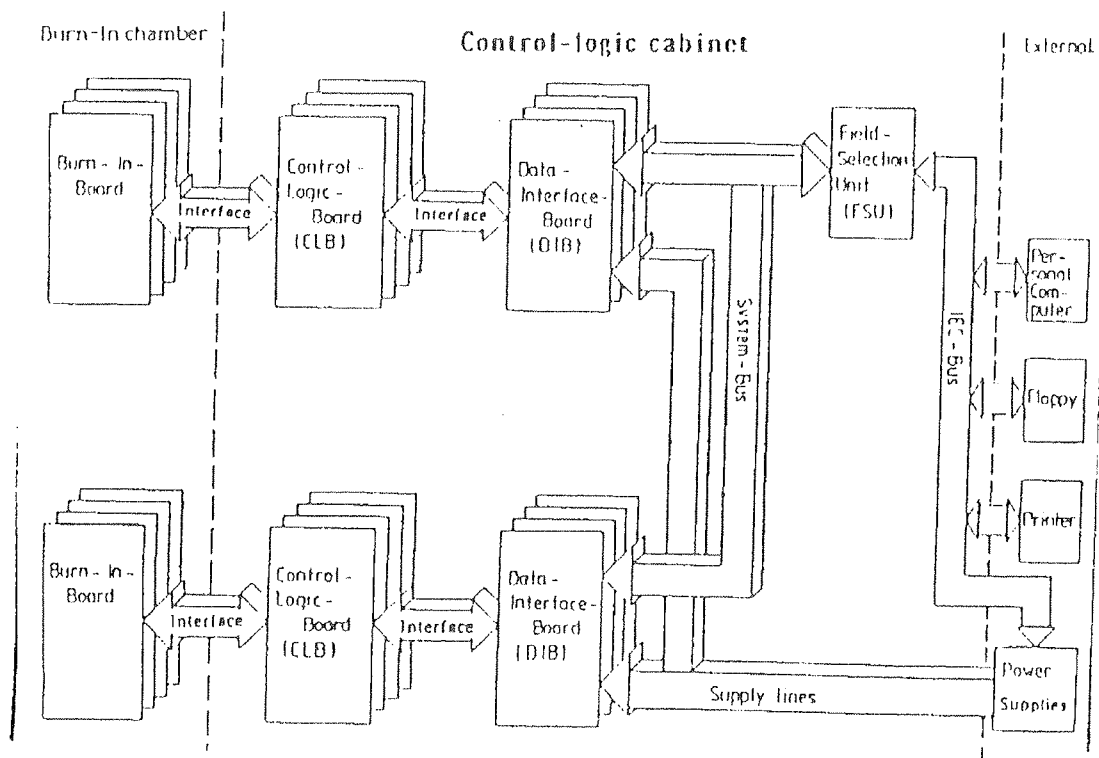 Burn-In chamber
Control-logic cabinet
External
Burn-In-
Board
Interface
Control-
Logic-
Board
(CLB)
Interface
Data-
Interface-
Board
(DIB)
Field-
Selection
Unit
(FSU)
System-Bus
IEC-Bus
Per-
sonal
Com-
puter
Floppy
Printer
Burn-In-
Board
Interface
Control-
Logic-
Board
(CLB)
Interface
Data-
Interface-
Board
(DIB)
Supply lines
Power
Supplies